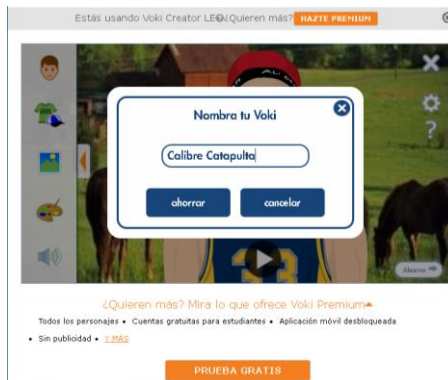 Estás usando Voki Creator LE ¿Quieren más? HAZTE PREMIUM
Nombra tu Voki
Calibre Catapulta
ahorrar cancelar
?
33
Ahorrar
¿Quieren más? Mira lo que ofrece Voki Premium
Todos los personajes • Cuentas gratuitas para estudiantes • Aplicación móvil desbloqueada
• Sin publicidad • Y MÁS
PRUEBA GRATIS